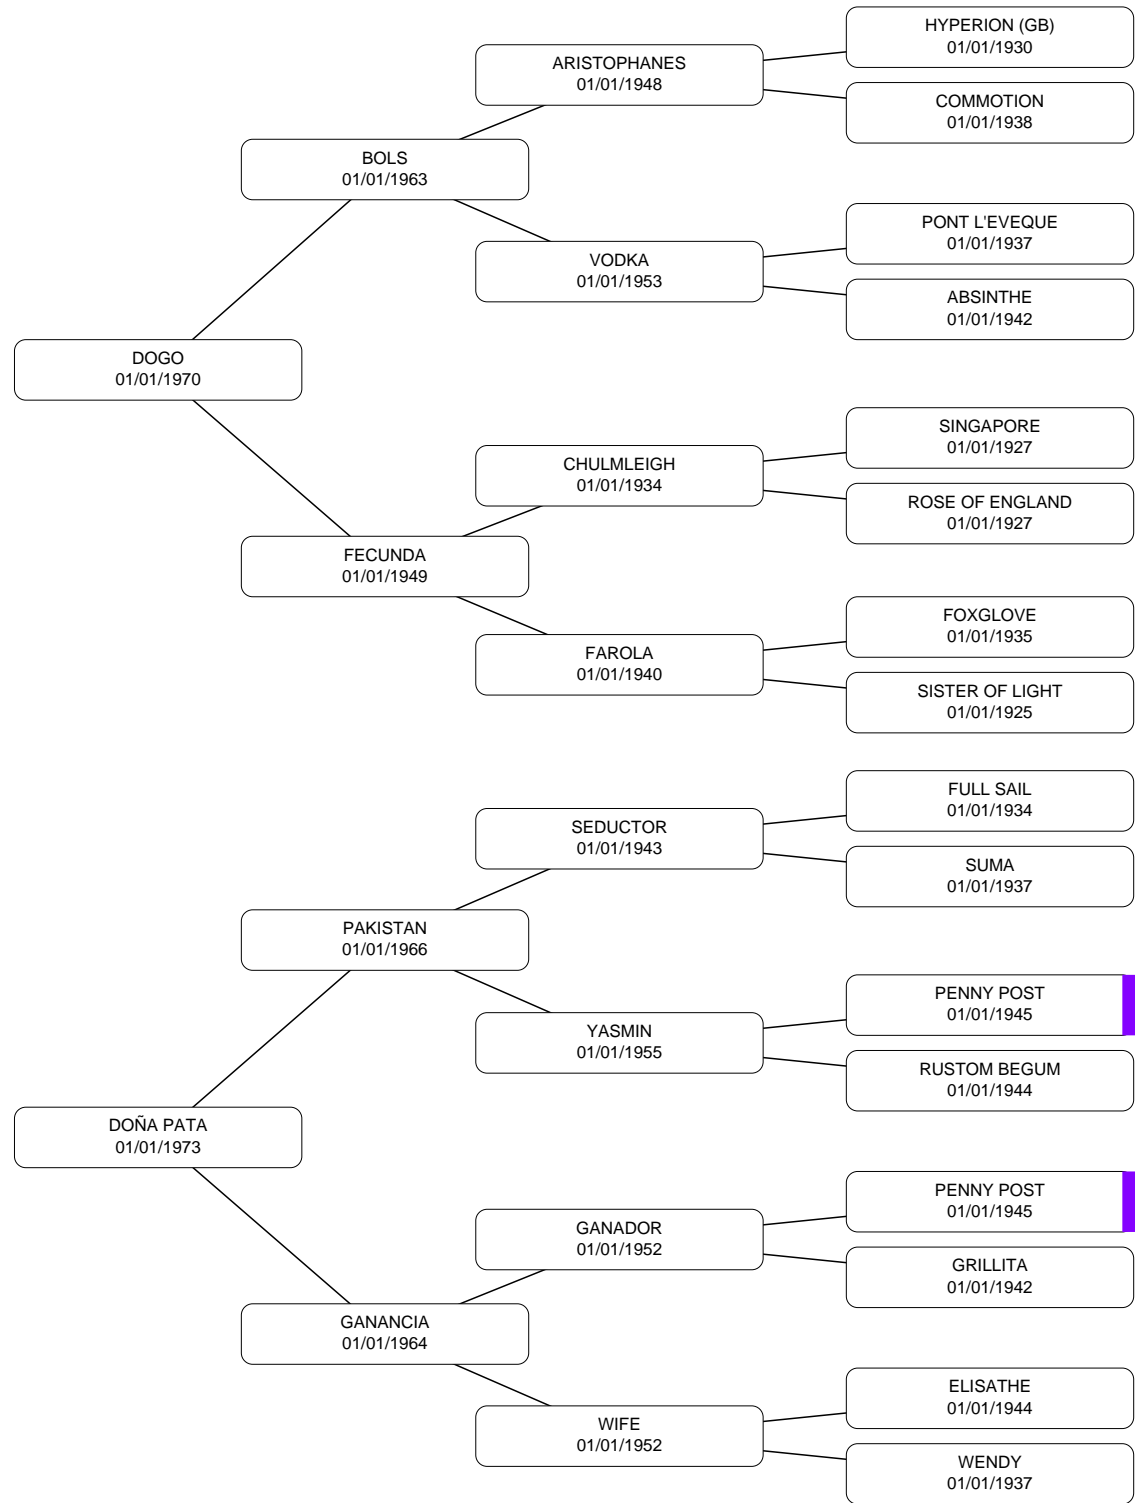 HYPERION (GB)
01/01/1930
ARISTOPHANES
01/01/1948
COMMOTION
01/01/1938
BOLS
01/01/1963
PONT L'EVEQUE
01/01/1937
VODKA
01/01/1953
ABSINTHE
01/01/1942
DOGO
01/01/1970
SINGAPORE
01/01/1927
CHULMLEIGH
01/01/1934
ROSE OF ENGLAND
01/01/1927
FECUNDA
01/01/1949
FOXGLOVE
01/01/1935
FAROLA
01/01/1940
SISTER OF LIGHT
01/01/1925
FULL SAIL
01/01/1934
SEDUCTOR
01/01/1943
SUMA
01/01/1937
PAKISTAN
01/01/1966
PENNY POST
01/01/1945
YASMIN
01/01/1955
RUSTOM BEGUM
01/01/1944
DOÑA PATA
01/01/1973
PENNY POST
01/01/1945
GANADOR
01/01/1952
GRILLITA
01/01/1942
GANANCIA
01/01/1964
ELISATHE
01/01/1944
WIFE
01/01/1952
WENDY
01/01/1937